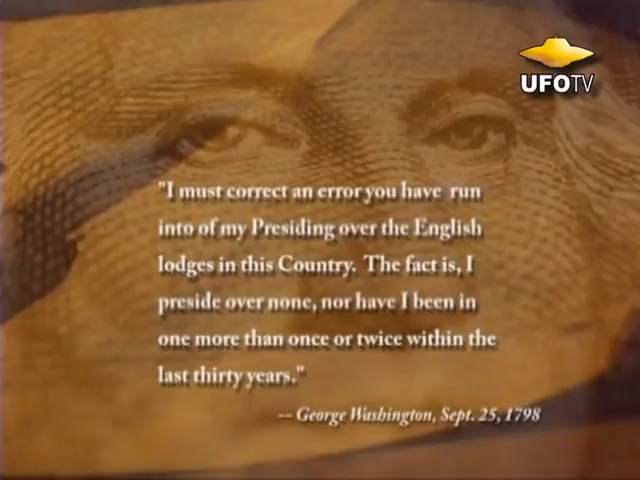 UFOTV
"I must correct an error you have run
into of my Presiding over the English
lodges in this Country. The fact is, I
preside over none, nor have I been in
one more than once or twice within the
last thirty years."
-- George Washington, Sept. 25, 1798